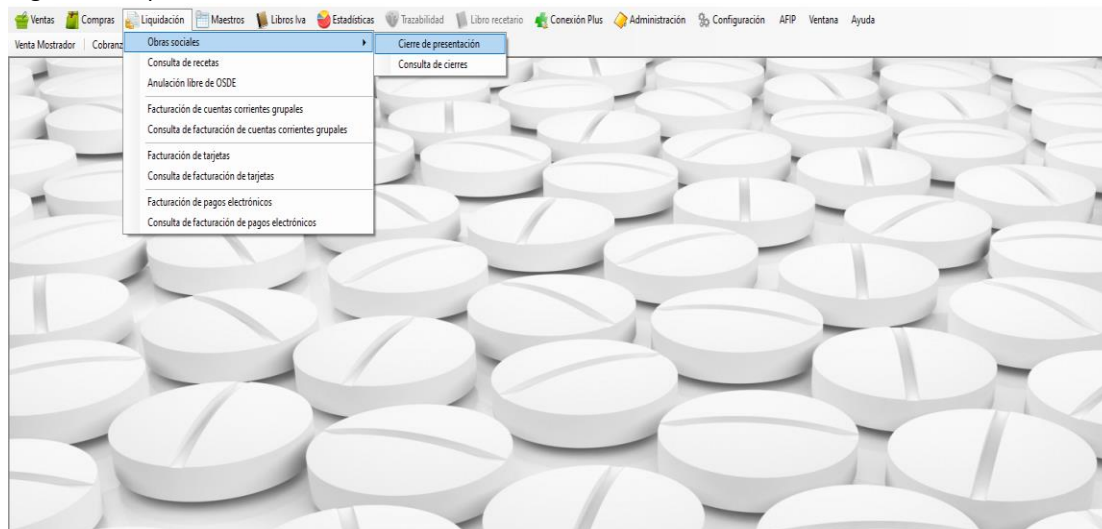 Ventas Compras Liquidación Maestros Libros Iva Estadísticas Trazabilidad Libro recetario Conexión Plus Administración Configuración AFIP Ventana Ayuda
Venta Mostrador Cobranz
Obras sociales
Cierre de presentación
Consulta de recetas
Consulta de cierres
Anulación libre de OSDE
Facturación de cuentas corrientes grupales
Consulta de facturación de cuentas corrientes grupales
Facturación de tarjetas
Consulta de facturación de tarjetas
Facturación de pagos electrónicos
Consulta de facturación de pagos electrónicos